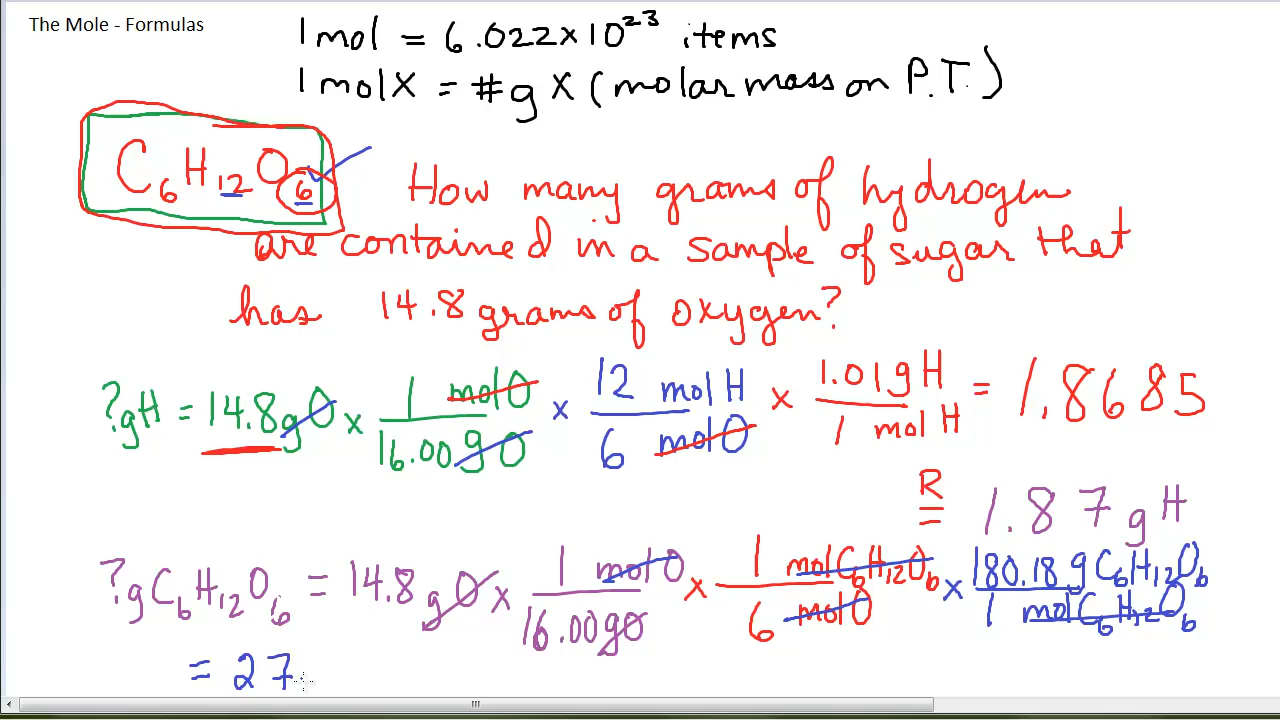 The Mole - Formulas
1 mol = 6.022 × 10²³ items
1 mol X = # g X (molar mass on P.T.)
C₆H₁₂O₆ How many grams of hydrogen
are contained in a sample of sugar that
has 14.8 grams of oxygen?
? gH = 14.8 g O × 1 mol O / 16.00 g O × 12 mol H / 6 mol O × 1.01 g H / 1 mol H = 1.8685
R = 1.87 g H
? g C₆H₁₂O₆ = 14.8 g O × 1 mol O / 16.00 g O × 1 mol C₆H₁₂O₆ / 6 mol O × 180.18 g C₆H₁₂O₆ / 1 mol C₆H₁₂O₆
= 27.